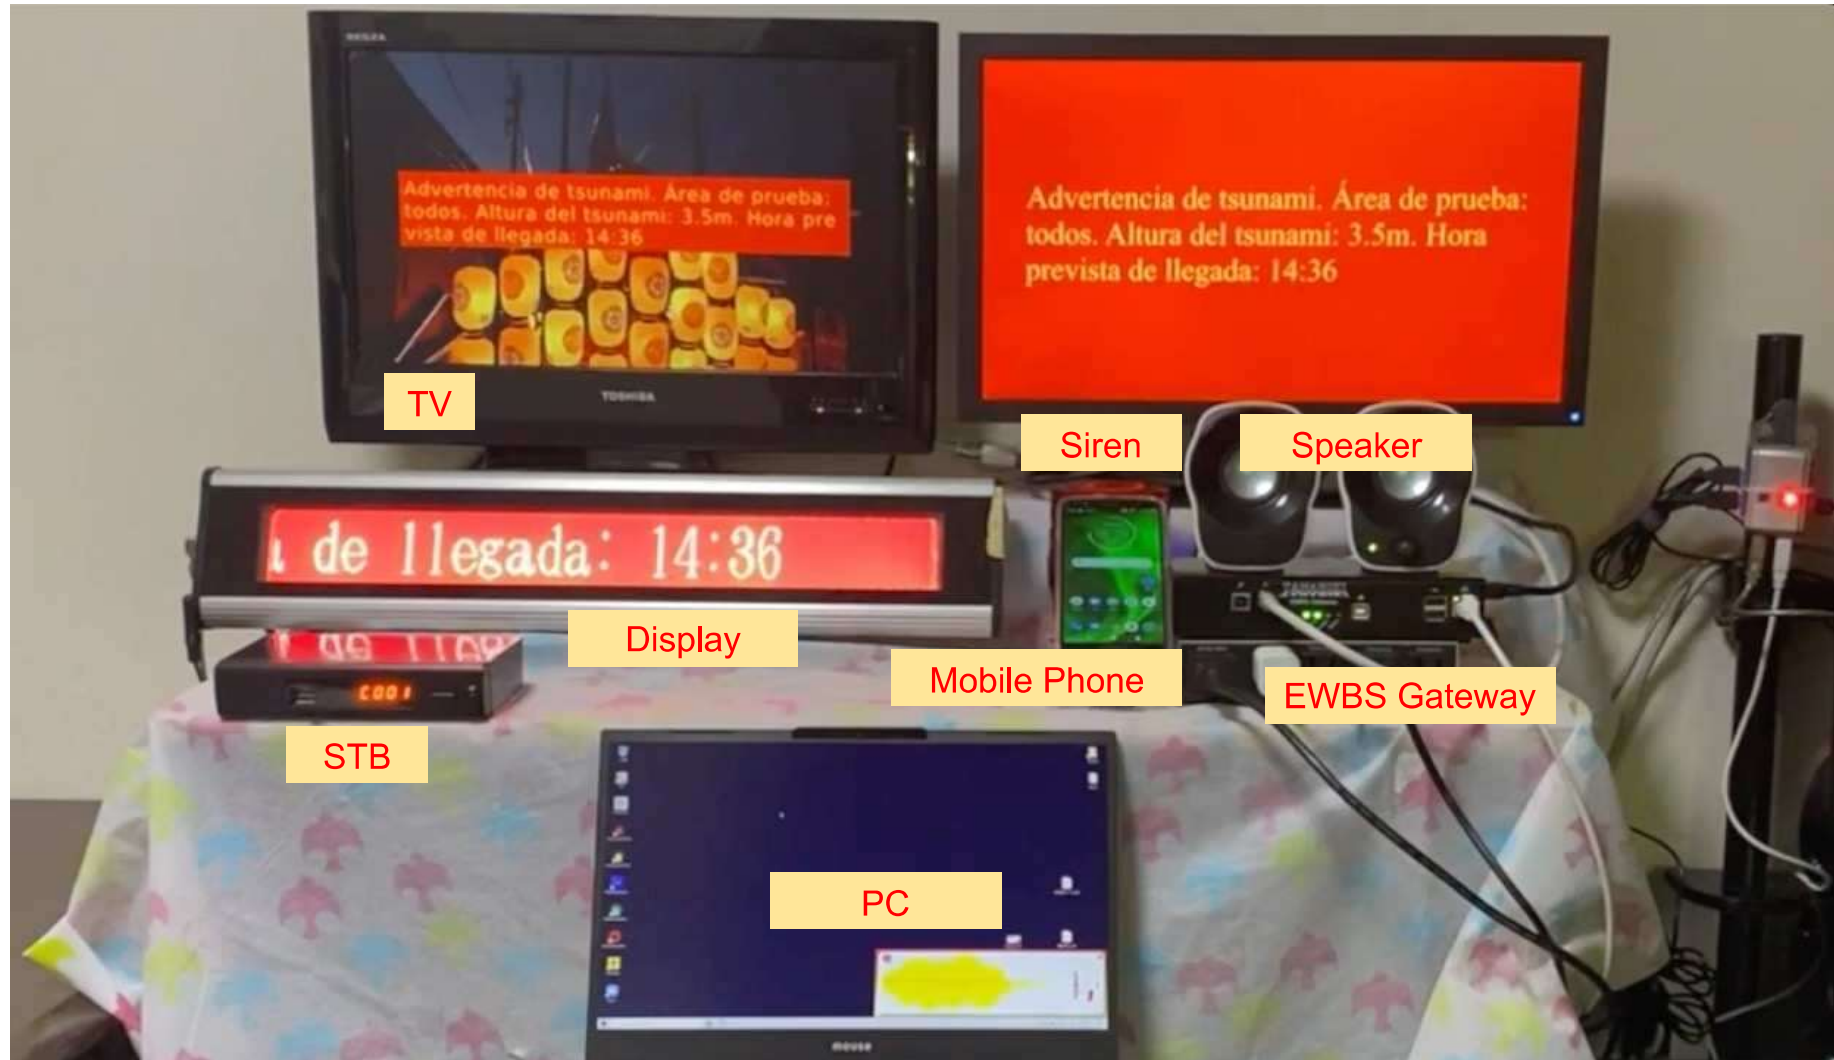 REGZA
Advertencia de tsunami. Área de prueba:
todos. Altura del tsunami: 3.5m. Hora pre
vista de llegada: 14:36
TV
TOSHIBA
Advertencia de tsunami. Área de prueba:
todos. Altura del tsunami: 3.5m. Hora
prevista de llegada: 14:36
Siren
Speaker
a de llegada: 14:36
Display
Mobile Phone
EWBS Gateway
C001
STB
PC
mouse